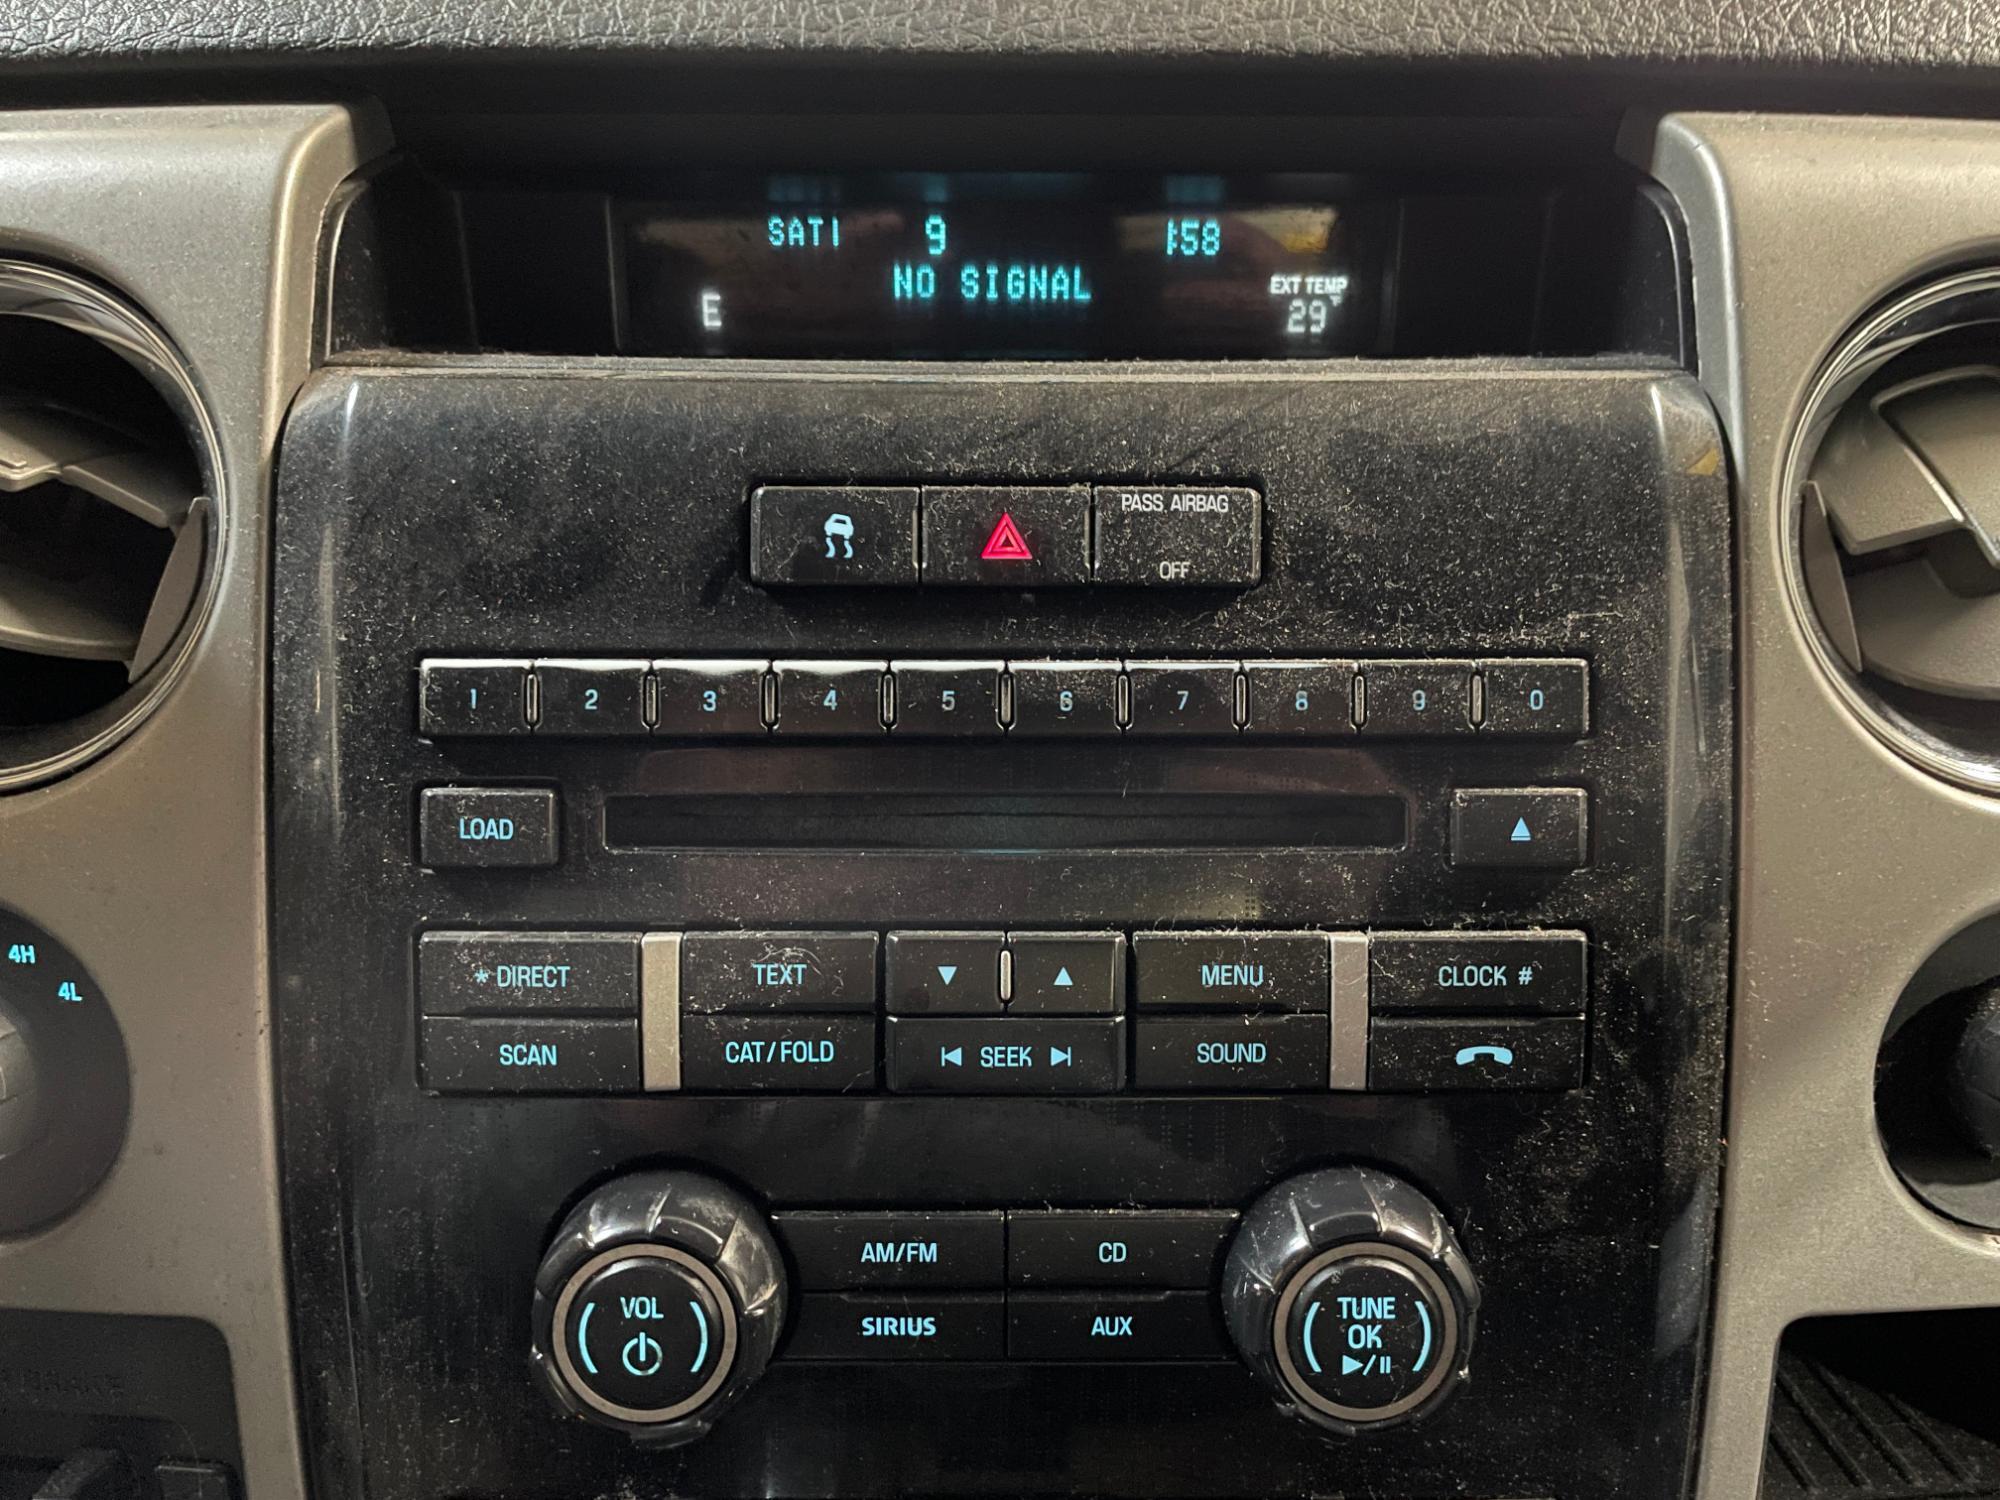 SAT1 9 1:58
NO SIGNAL
EXT TEMP
E
29°F
PASS AIRBAG
OFF
1 2 3 4 5 6 7 8 9 0
LOAD
4H
4L
* DIRECT TEXT MENU CLOCK #
SCAN CAT/FOLD SEEK SOUND
AM/FM CD
VOL
SIRIUS AUX
TUNE
OK